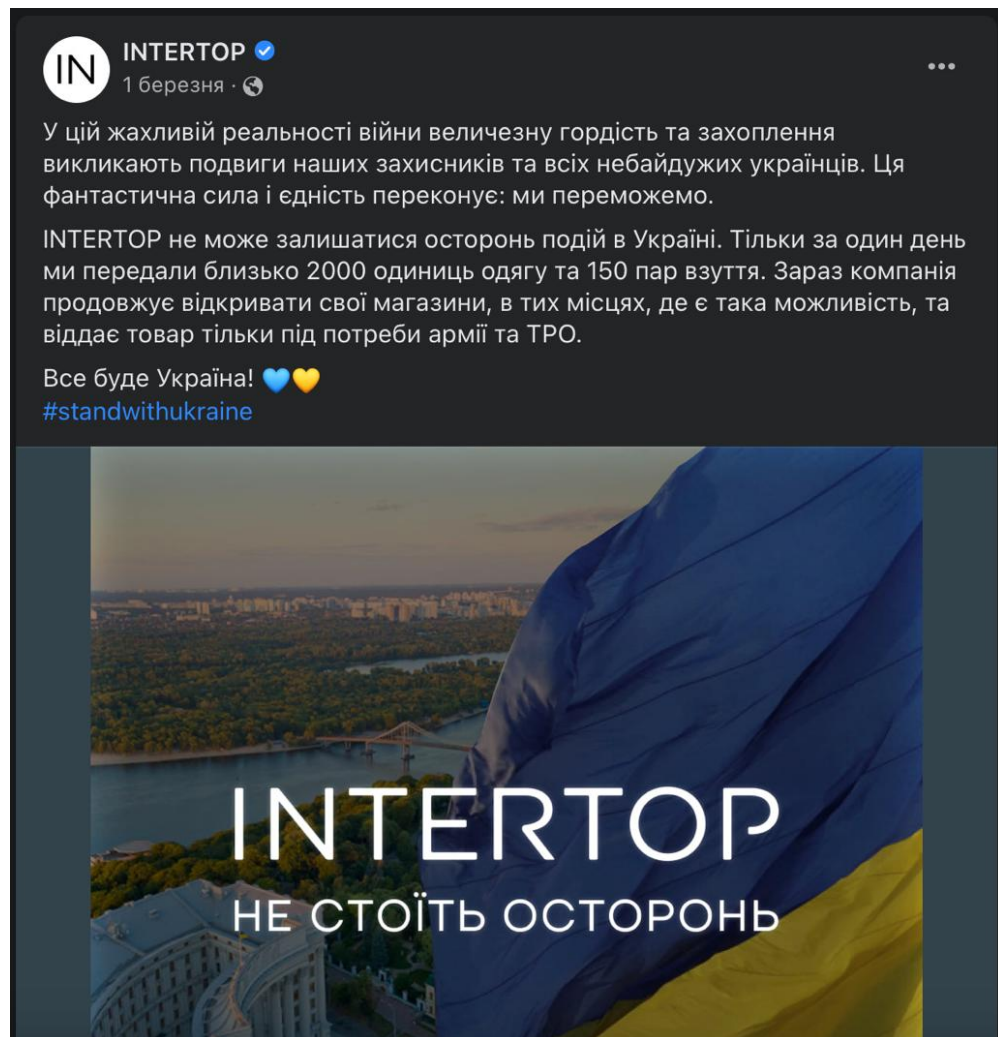 IN
INTERTOP
1 березня ·
У цій жахливій реальності війни величезну гордість та захоплення
викликають подвиги наших захисників та всіх небайдужих українців. Ця
фантастична сила і єдність переконує: ми переможемо.
INTERTOP не може залишатися осторонь подій в Україні. Тільки за один день
ми передали близько 2000 одиниць одягу та 150 пар взуття. Зараз компанія
продовжує відкривати свої магазини, в тих місцях, де є така можливість, та
віддає товар тільки під потреби армії та ТРО.
Все буде Україна! 💙💛
#standwithukraine
INTERTOP
НЕ СТОЇТЬ ОСТОРОНЬ